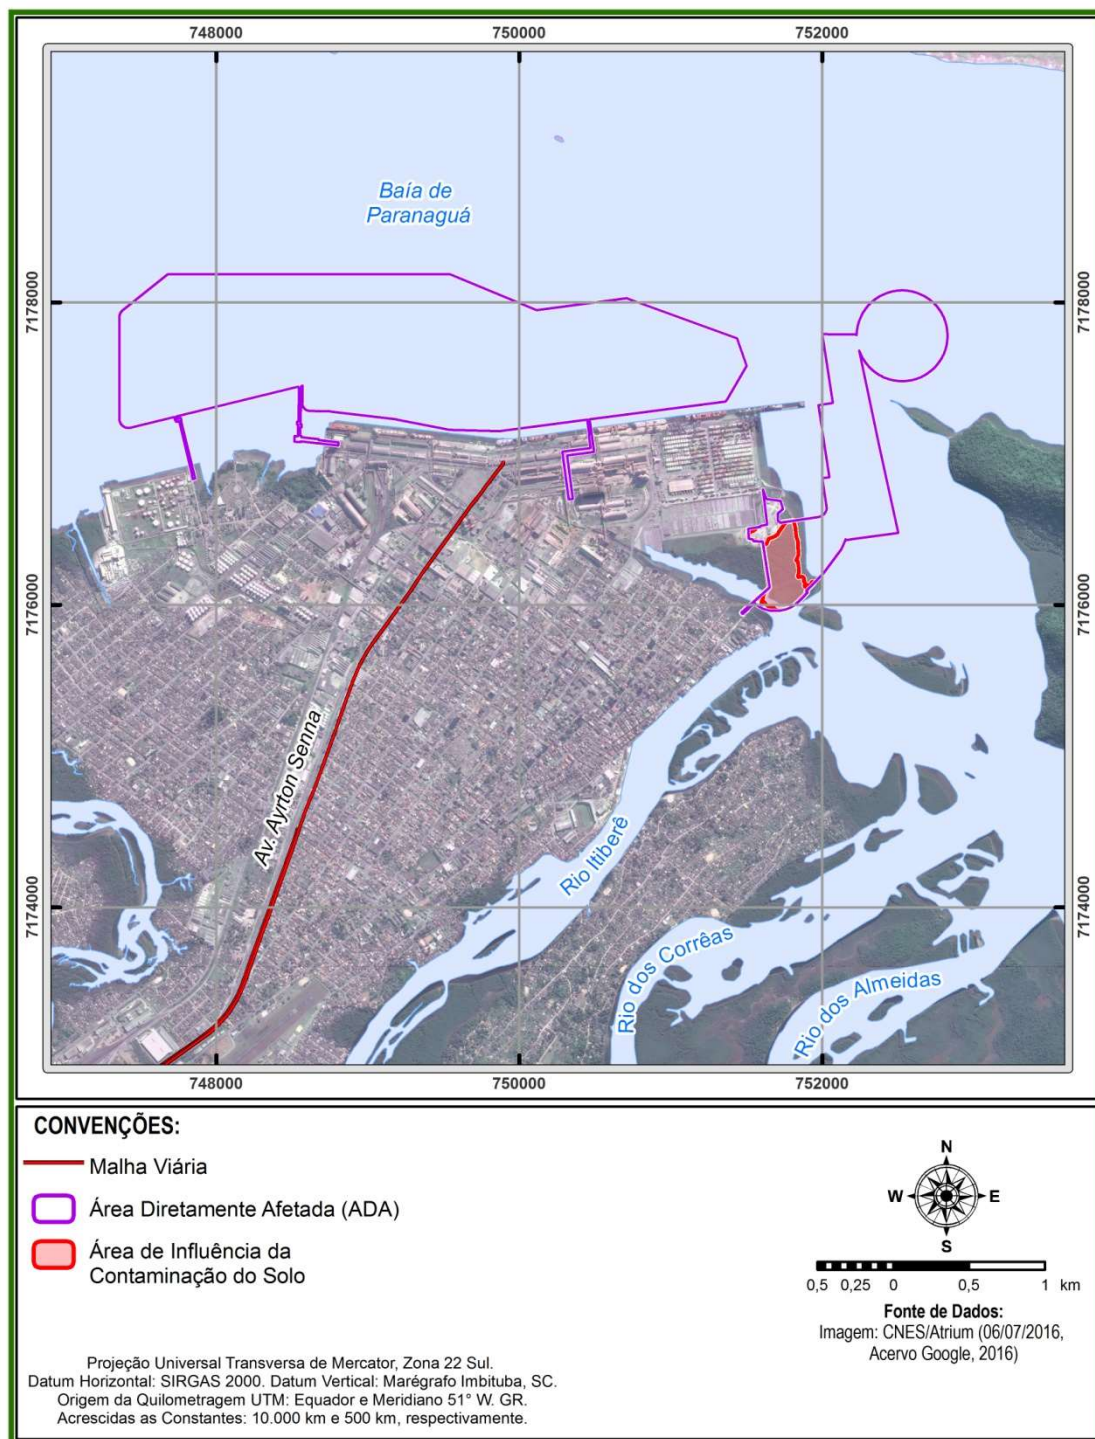 748000 750000 752000
Baía de
Paranaguá
7178000 7178000
7176000 7176000
Av. Ayrton Senna
Rio Itiberê
7174000 7174000
Rio dos Corrêas
Rio dos Almeidas
748000 750000 752000
CONVENÇÕES:
Malha Viária
Área Diretamente Afetada (ADA)
Área de Influência da
Contaminação do Solo
N
W E
S
0,5 0,25 0 0,5 1 km
Fonte de Dados:
Imagem: CNES/Atrium (06/07/2016,
Acervo Google, 2016)
Projeção Universal Transversa de Mercator, Zona 22 Sul.
Datum Horizontal: SIRGAS 2000. Datum Vertical: Marégrafo Imbituba, SC.
Origem da Quilometragem UTM: Equador e Meridiano 51° W. GR.
Acrescidas as Constantes: 10.000 km e 500 km, respectivamente.